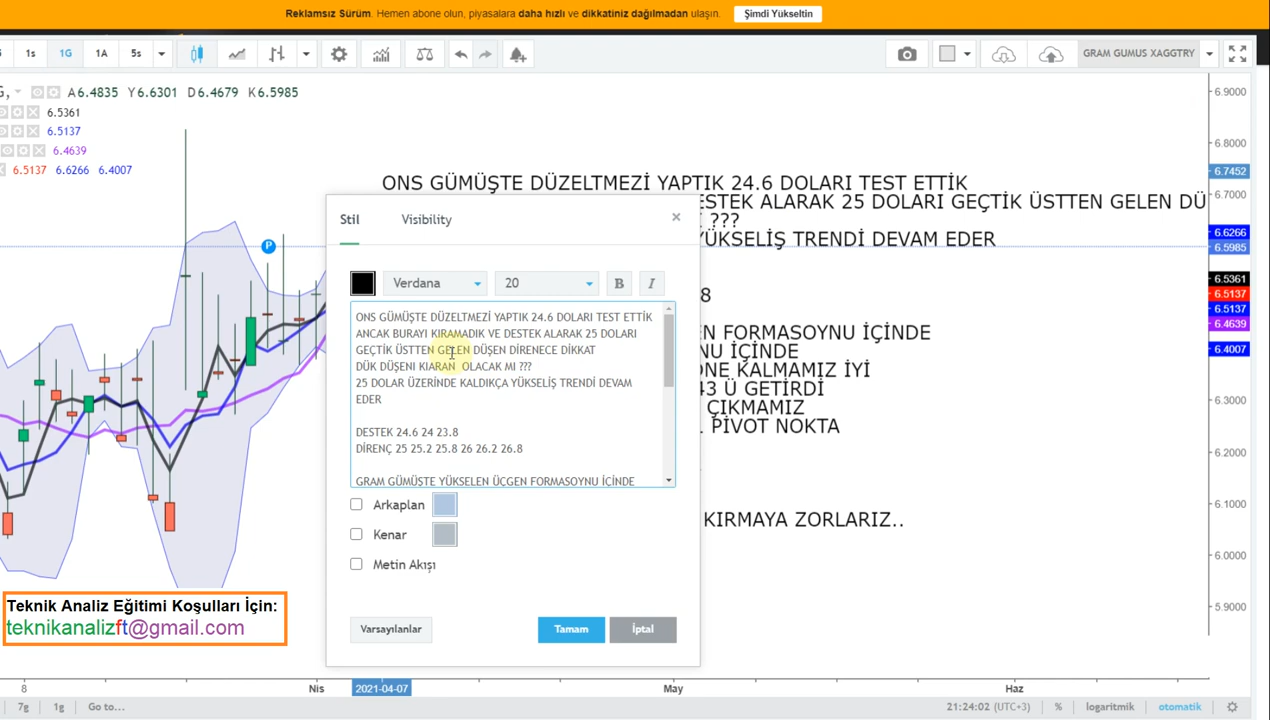 Reklamsız Sürüm. Hemen abone olun, piyasalara daha hızlı ve dikkatiniz dağılmadan ulaşın. Şimdi Yükseltin
1s 1G 1A 5s GRAM GUMUS XAGGTRY
G, A6.4835 Y6.6301 D6.4679 K6.5985
6.5361
6.5137
6.4639
6.5137 6.6266 6.4007
ONS GÜMÜŞTE DÜZELTMEZİ YAPTIK 24.6 DOLARI TEST ETTİK
ESTEK ALARAK 25 DOLARI GEÇTİK ÜSTTEN GELEN DÜ
???
YÜKSELİŞ TRENDİ DEVAM EDER
8
EN FORMASOYNU İÇİNDE
NU İÇİNDE
ONE KALMAMIZ İYİ
43 Ü GETİRDİ
ÇIKMAMIZ
PİVOT NOKTA
KIRMAYA ZORLARIZ..
P
Stil Visibility
Verdana 20 B I
ONS GÜMÜŞTE DÜZELTMEZİ YAPTIK 24.6 DOLARI TEST ETTİK
ANCAK BURAYI KIRAMADIK VE DESTEK ALARAK 25 DOLARI
GEÇTİK ÜSTTEN GELEN DÜŞEN DİRENECE DİKKAT
DÜK DÜŞENI KIARAN OLACAK MI ???
25 DOLAR ÜZERİNDE KALDIKÇA YÜKSELİŞ TRENDİ DEVAM
EDER
DESTEK 24.6 24 23.8
DİRENÇ 25 25.2 25.8 26 26.2 26.8
GRAM GÜMÜŞTE YÜKSELEN ÜÇGEN FORMASOYNU İÇİNDE
Arkaplan
Kenar
Metin Akışı
Varsayılanlar Tamam İptal
6.9000
6.8000
6.7452
6.7000
6.6266
6.5985
6.5361
6.5137
6.5137
6.4639
6.4007
6.3000
6.2000
6.1000
6.0000
5.9000
Teknik Analiz Eğitimi Koşulları İçin:
teknikanalizft@gmail.com
8 Nis 2021-04-07 May Haz
7g 1g Go to... 21:24:02 (UTC+3) % logaritmik otomatik